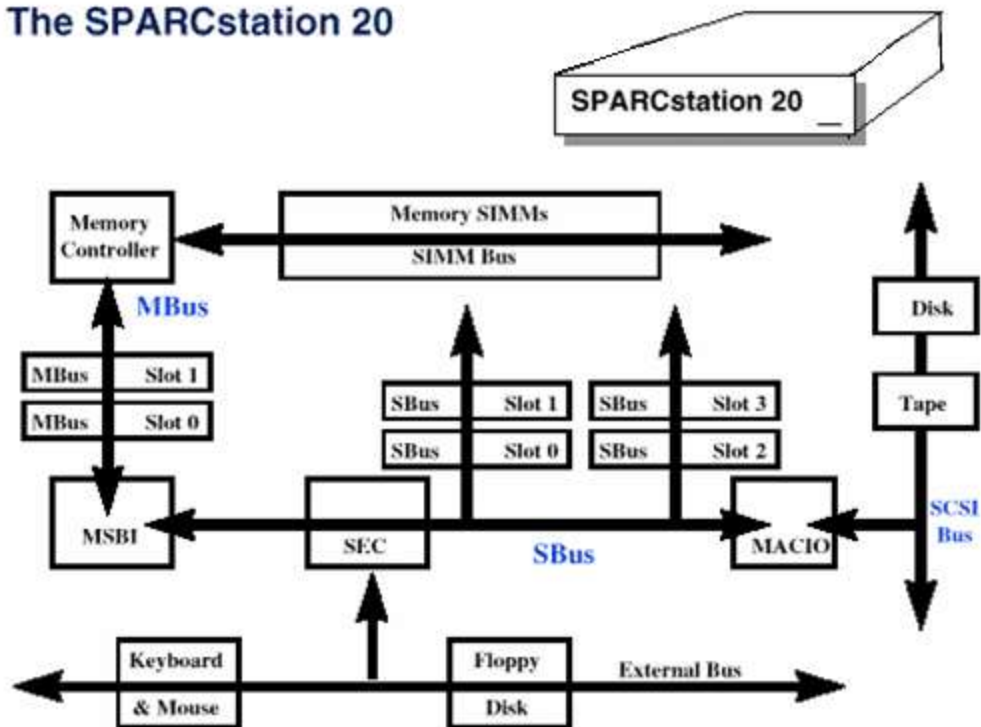 The SPARCstation 20
SPARCstation 20
Memory
Controller
Memory SIMMs
SIMM Bus
MBus
Disk
MBus Slot 1
MBus Slot 0
SBus Slot 1
SBus Slot 0
SBus Slot 3
SBus Slot 2
Tape
MSBI
SEC
SBus
MACIO
SCSI
Bus
Keyboard
& Mouse
Floppy
Disk
External Bus